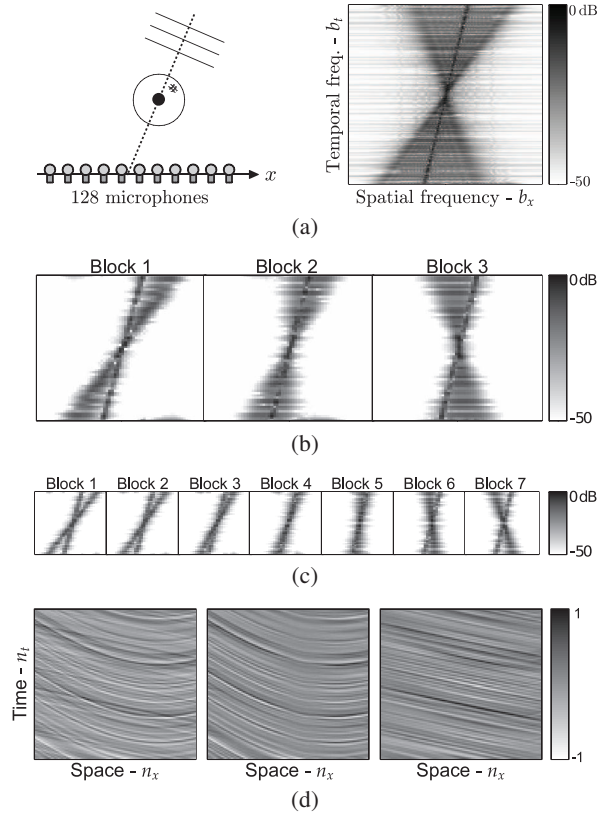 x
128 microphones
Temporal freq. - b_t
Spatial frequency - b_x
0 dB
-50
(a)
Block 1
Block 2
Block 3
0 dB
-50
(b)
Block 1
Block 2
Block 3
Block 4
Block 5
Block 6
Block 7
0dB
-50
(c)
Time - n_t
Space - n_x
Space - n_x
Space - n_x
1
-1
(d)